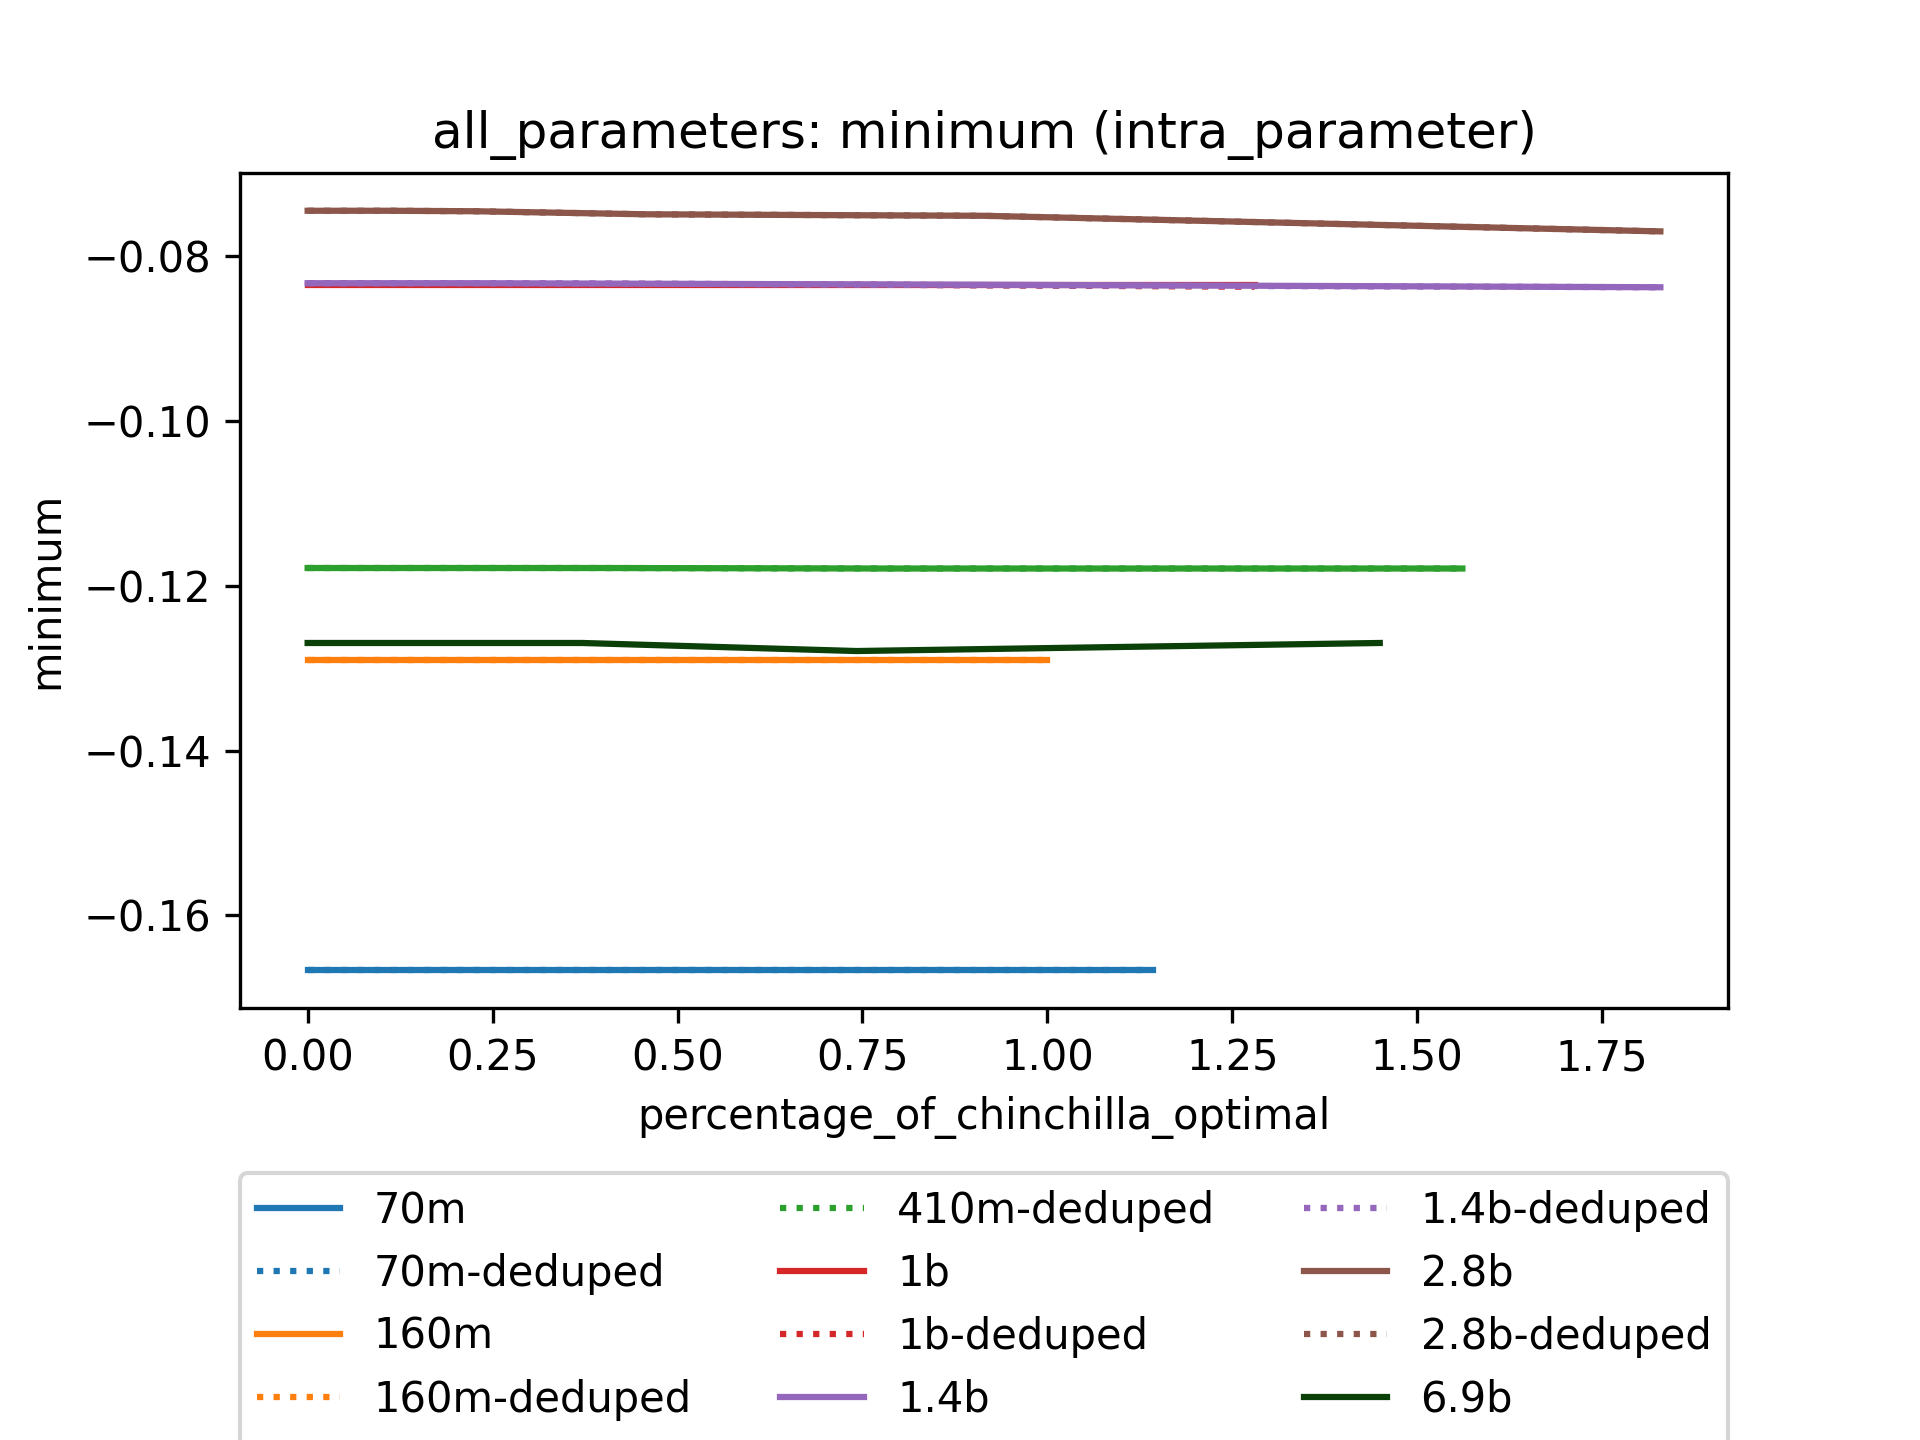 all_parameters: minimum (intra_parameter)
minimum
−0.08
−0.10
−0.12
−0.14
−0.16
0.00 0.25 0.50 0.75 1.00 1.25 1.50 1.75
percentage_of_chinchilla_optimal
70m
70m-deduped
160m
160m-deduped
410m-deduped
1b
1b-deduped
1.4b
1.4b-deduped
2.8b
2.8b-deduped
6.9b